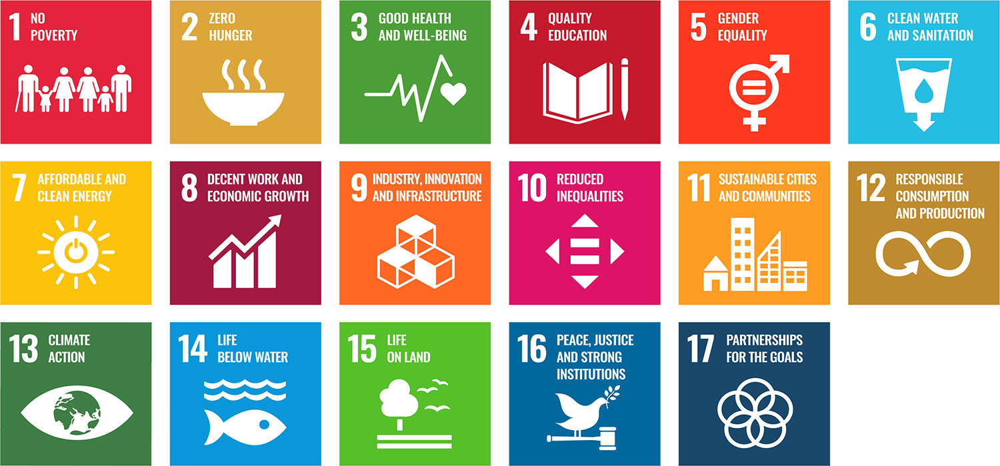 1 NO
POVERTY
2 ZERO
HUNGER
3 GOOD HEALTH
AND WELL-BEING
4 QUALITY
EDUCATION
5 GENDER
EQUALITY
6 CLEAN WATER
AND SANITATION
7 AFFORDABLE AND
CLEAN ENERGY
8 DECENT WORK AND
ECONOMIC GROWTH
9 INDUSTRY, INNOVATION
AND INFRASTRUCTURE
10 REDUCED
INEQUALITIES
11 SUSTAINABLE CITIES
AND COMMUNITIES
12 RESPONSIBLE
CONSUMPTION
AND PRODUCTION
13 CLIMATE
ACTION
14 LIFE
BELOW WATER
15 LIFE
ON LAND
16 PEACE, JUSTICE
AND STRONG
INSTITUTIONS
17 PARTNERSHIPS
FOR THE GOALS